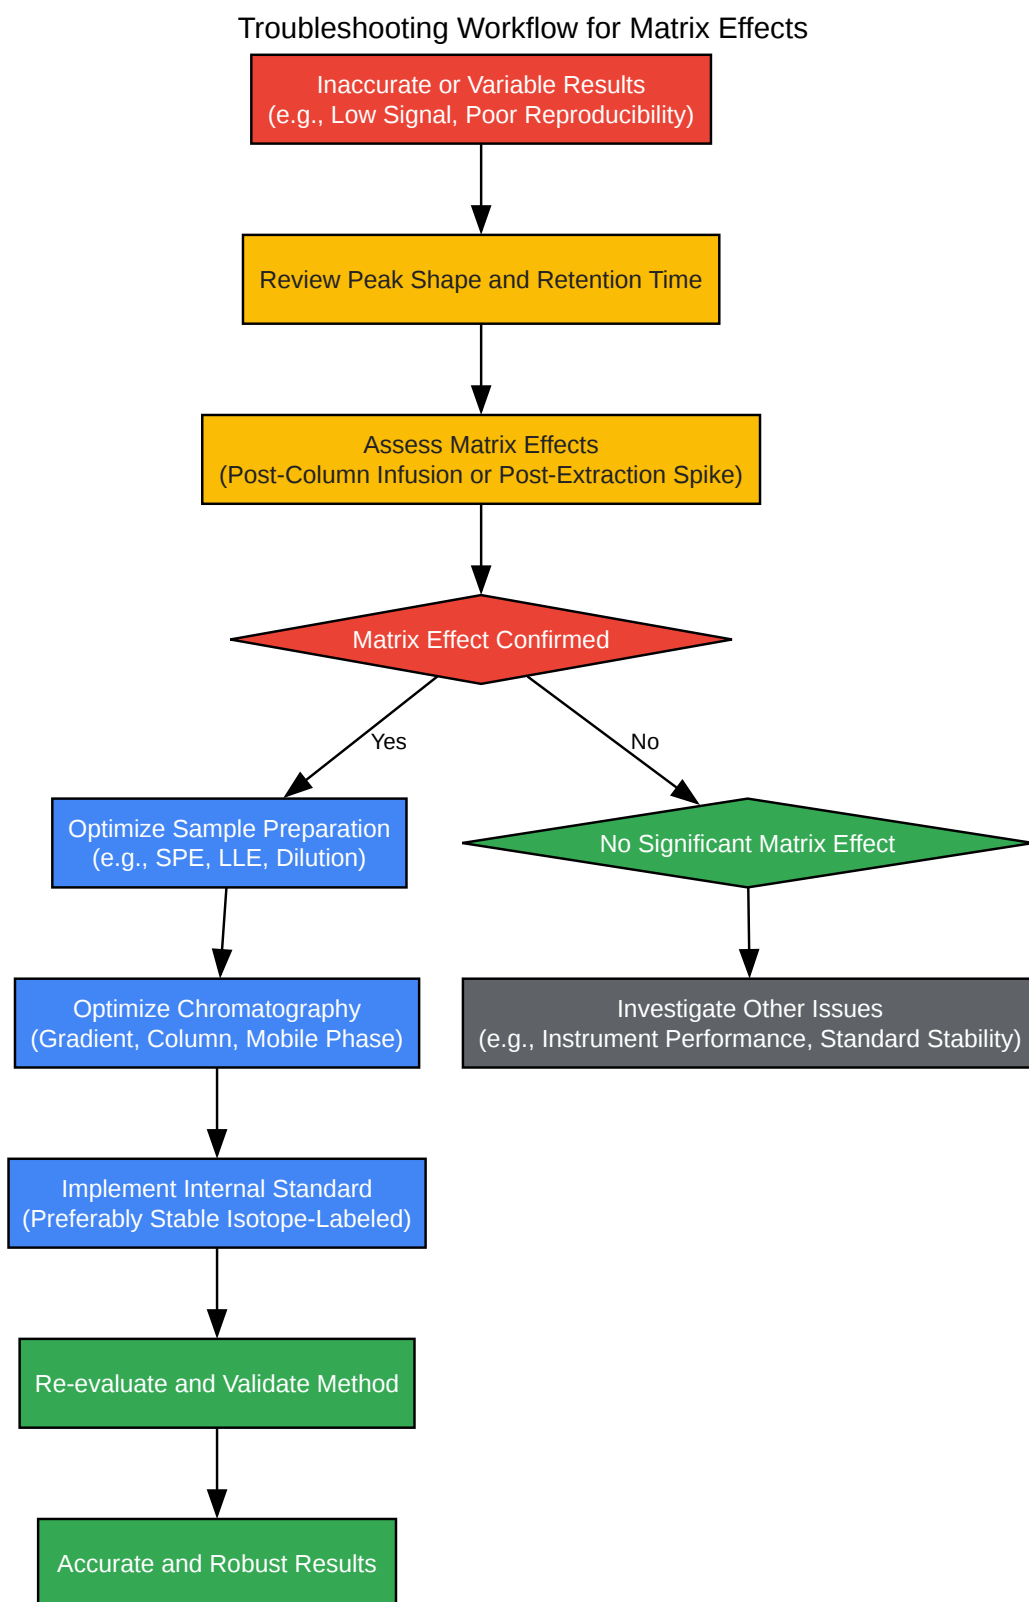 Troubleshooting Workflow for Matrix Effects
Inaccurate or Variable Results
(e.g., Low Signal, Poor Reproducibility)
Review Peak Shape and Retention Time
Assess Matrix Effects
(Post-Column Infusion or Post-Extraction Spike)
Matrix Effect Confirmed
Yes
No
Optimize Sample Preparation
(e.g., SPE, LLE, Dilution)
No Significant Matrix Effect
Optimize Chromatography
(Gradient, Column, Mobile Phase)
Investigate Other Issues
(e.g., Instrument Performance, Standard Stability)
Implement Internal Standard
(Preferably Stable Isotope-Labeled)
Re-evaluate and Validate Method
Accurate and Robust Results